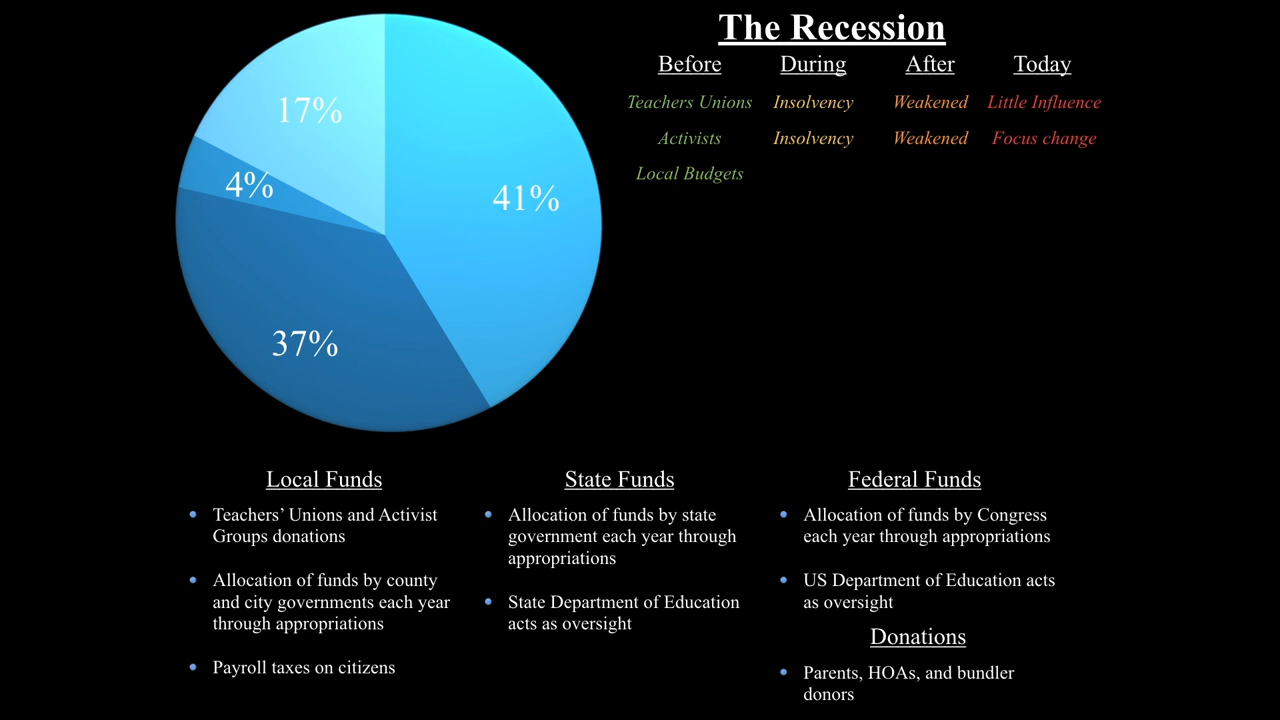 17%
4%
41%
37%
The Recession
Before During After Today
Teachers Unions Insolvency Weakened Little Influence
Activists Insolvency Weakened Focus change
Local Budgets
Local Funds
Teachers’ Unions and Activist
Groups donations
Allocation of funds by county
and city governments each year
through appropriations
Payroll taxes on citizens
State Funds
Allocation of funds by state
government each year through
appropriations
State Department of Education
acts as oversight
Federal Funds
Allocation of funds by Congress
each year through appropriations
US Department of Education acts
as oversight
Donations
Parents, HOAs, and bundler
donors